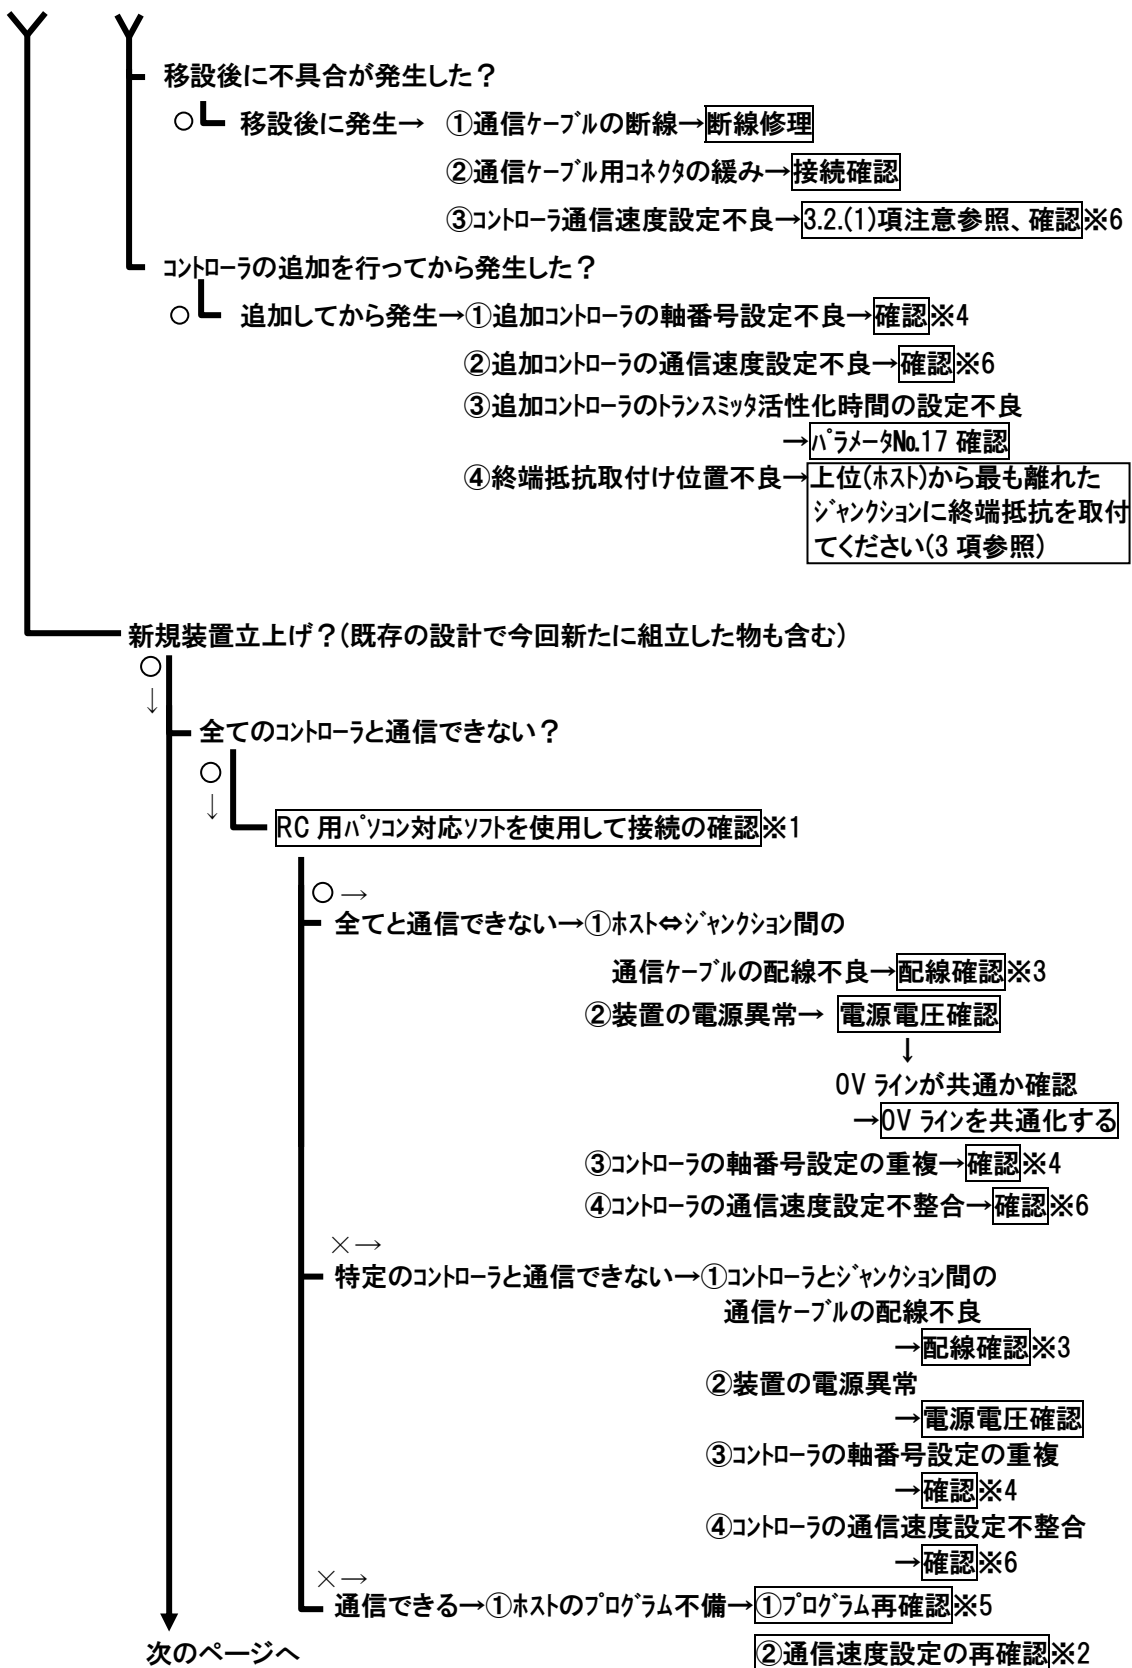 移設後に不具合が発生した？
○ 移設後に発生→ ①通信ｹｰﾌﾞﾙの断線→断線修理
②通信ｹｰﾌﾞﾙ用ｺﾈｸﾀの緩み→接続確認
③ｺﾝﾄﾛｰﾗ通信速度設定不良→3.2.(1)項注意参照、確認※6
ｺﾝﾄﾛｰﾗの追加を行ってから発生した？
○ 追加してから発生→①追加ｺﾝﾄﾛｰﾗの軸番号設定不良→確認※4
②追加ｺﾝﾄﾛｰﾗの通信速度設定不良→確認※6
③追加ｺﾝﾄﾛｰﾗのﾄﾗﾝｽﾐｯﾀ活性化時間の設定不良
→ﾊﾟﾗﾒｰﾀNo.17 確認
④終端抵抗取付け位置不良→上位(ﾎｽﾄ)から最も離れた
ｼﾞｬﾝｸｼｮﾝに終端抵抗を取付
てください(3 項参照)
新規装置立上げ？(既存の設計で今回新たに組立した物も含む)
○
↓
全てのｺﾝﾄﾛｰﾗと通信できない？
○
↓
RC 用ﾊﾟｿｺﾝ対応ｿﾌﾄを使用して接続の確認※1
○→
全てと通信できない→①ﾎｽﾄ⇔ｼﾞｬﾝｸｼｮﾝ間の
通信ｹｰﾌﾞﾙの配線不良→配線確認※3
②装置の電源異常→ 電源電圧確認
↓
0V ﾗｲﾝが共通か確認
→0V ﾗｲﾝを共通化する
③ｺﾝﾄﾛｰﾗの軸番号設定の重複→確認※4
④ｺﾝﾄﾛｰﾗの通信速度設定不整合→確認※6
×→
特定のｺﾝﾄﾛｰﾗと通信できない→①ｺﾝﾄﾛｰﾗとｼﾞｬﾝｸｼｮﾝ間の
通信ｹｰﾌﾞﾙの配線不良
→配線確認※3
②装置の電源異常
→電源電圧確認
③ｺﾝﾄﾛｰﾗの軸番号設定の重複
→確認※4
④ｺﾝﾄﾛｰﾗの通信速度設定不整合
→確認※6
×→
通信できる→①ﾎｽﾄのﾌﾟﾛｸﾞﾗﾑ不備→①ﾌﾟﾛｸﾞﾗﾑ再確認※5
次のページへ ②通信速度設定の再確認※2